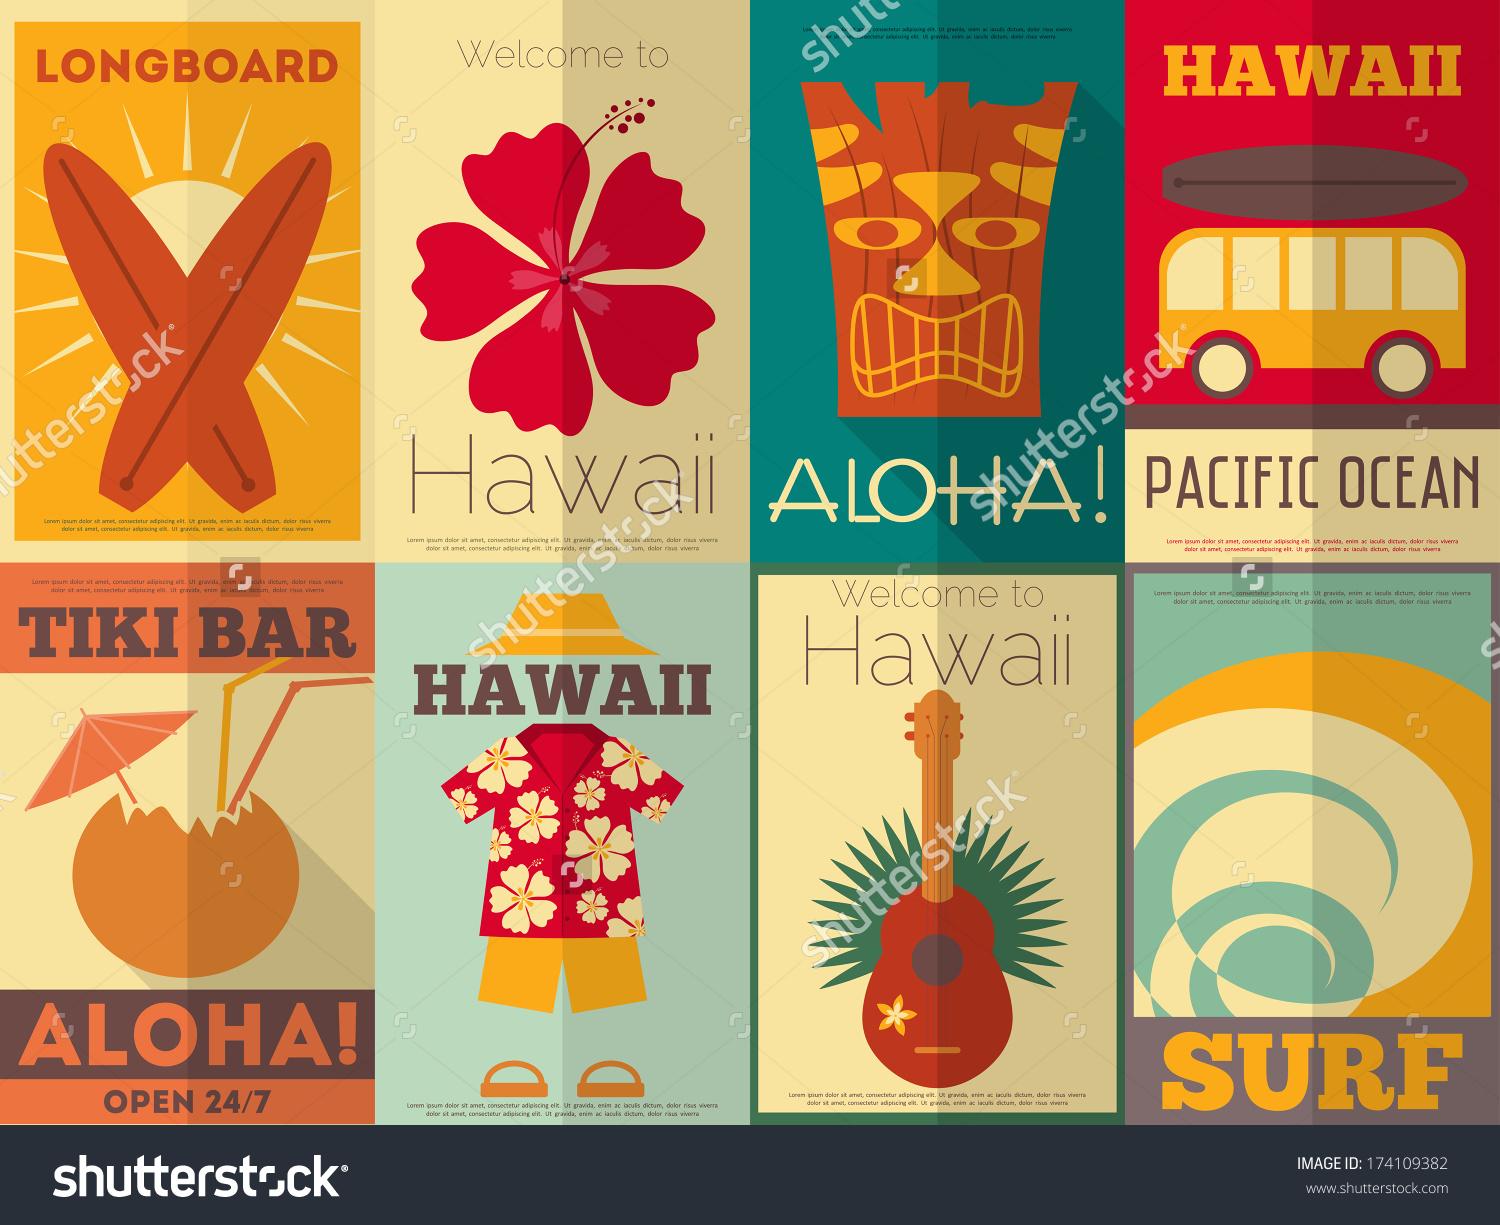 LONGBOARD
Lorem ipsum dolor sit amet, consectetur adipiscing elit. Ut gravida, enim ac iaculis dictum, dolor risus viverra
dolor sit amet, consectetur adipiscing elit. Ut gravida, enim ac iaculis dictum, dolor risus viverra
Welcome to
Hawaii
Lorem ipsum dolor sit amet, consectetur adipiscing elit. Ut gravida, enim ac iaculis dictum, dolor risus viverra
dolor sit amet, consectetur adipiscing elit. Ut gravida, enim ac iaculis dictum, dolor risus viverra
Lorem ipsum dolor sit amet, consectetur adipiscing elit. Ut gravida, enim ac iaculis dictum, dolor risus viverra
dolor sit amet, consectetur adipiscing elit. Ut gravida, enim ac iaculis dictum, dolor risus viverra
ALOHA!
HAWAII
PACIFIC OCEAN
Lorem ipsum dolor sit amet, consectetur adipiscing elit. Ut gravida, enim ac iaculis dictum, dolor risus viverra
dolor sit amet, consectetur adipiscing elit. Ut gravida, enim ac iaculis dictum, dolor risus viverra
Lorem ipsum dolor sit amet, consectetur adipiscing elit. Ut gravida, enim ac iaculis dictum, dolor risus viverra
dolor sit amet, consectetur adipiscing elit. Ut gravida, enim ac iaculis dictum, dolor risus viverra
TIKI BAR
ALOHA!
OPEN 24/7
HAWAII
Lorem ipsum dolor sit amet, consectetur adipiscing elit. Ut gravida, enim ac iaculis dictum, dolor risus viverra
dolor sit amet, consectetur adipiscing elit. Ut gravida, enim ac iaculis dictum, dolor risus viverra
Welcome to
Hawaii
Lorem ipsum dolor sit amet, consectetur adipiscing elit. Ut gravida, enim ac iaculis dictum, dolor risus viverra
dolor sit amet, consectetur adipiscing elit. Ut gravida, enim ac iaculis dictum, dolor risus viverra
Lorem ipsum dolor sit amet, consectetur adipiscing elit. Ut gravida, enim ac iaculis dictum, dolor risus viverra
dolor sit amet, consectetur adipiscing elit. Ut gravida, enim ac iaculis dictum, dolor risus viverra
SURF
shutterstock®
IMAGE ID: 174109382
www.shutterstock.com